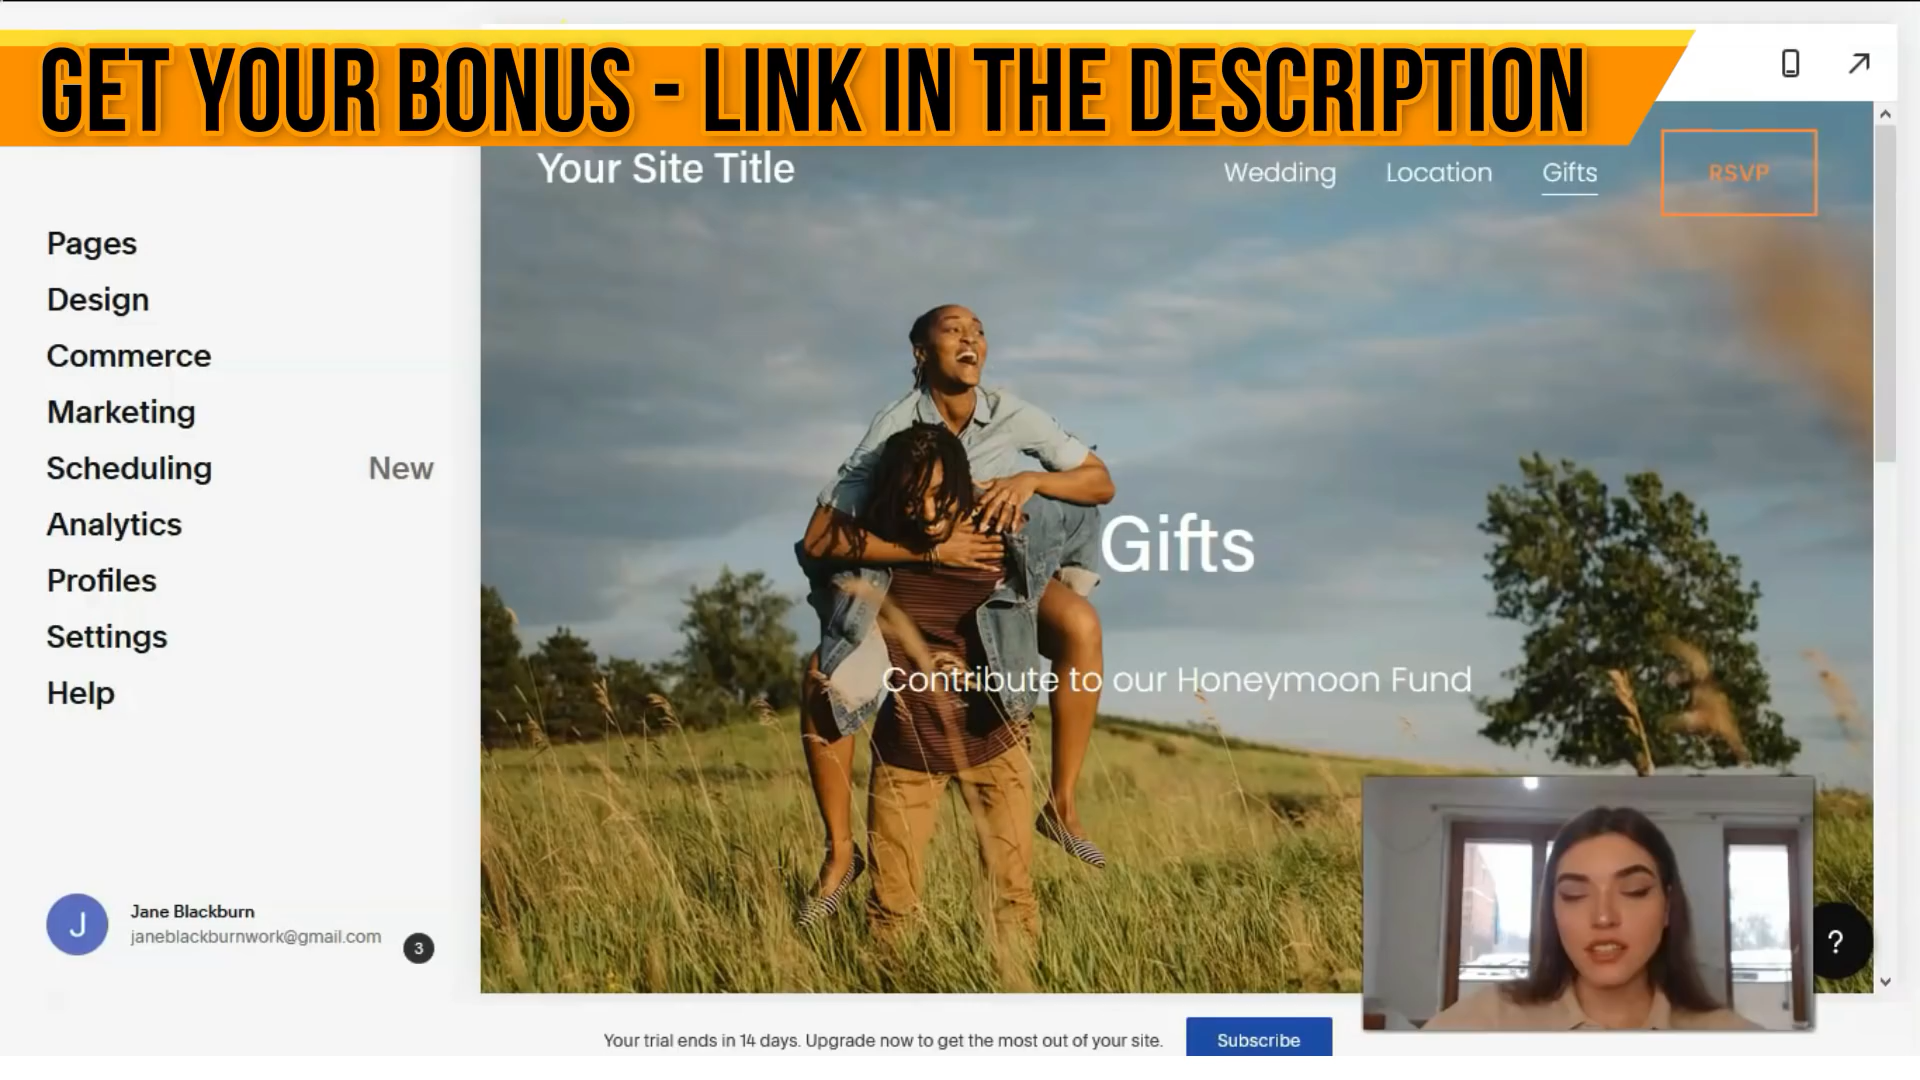 GET YOUR BONUS - LINK IN THE DESCRIPTION
Your Site Title
Wedding
Location
Gifts
RSVP
Pages
Design
Commerce
Marketing
Scheduling
New
Analytics
Profiles
Settings
Help
Gifts
Contribute to our Honeymoon Fund
J
Jane Blackburn
janeblackburnwork@gmail.com
3
?
Your trial ends in 14 days. Upgrade now to get the most out of your site.
Subscribe